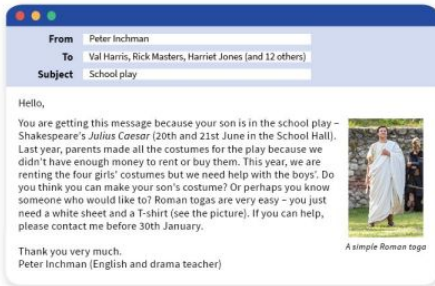 From Peter Inchman
To Val Harris, Rick Masters, Harriet Jones (and 12 others)
Subject School play
Hello,
You are getting this message because your son is in the school play –
Shakespeare's Julius Caesar (20th and 21st June in the School Hall).
Last year, parents made all the costumes for the play because we
didn't have enough money to rent or buy them. This year, we are
renting the four girls' costumes but we need help with the boys'. Do
you think you can make your son's costume? Or perhaps you know
someone who would like to? Roman togas are very easy – you just
need a white sheet and a T-shirt (see the picture). If you can help,
please contact me before 30th January.
A simple Roman toga
Thank you very much.
Peter Inchman (English and drama teacher)